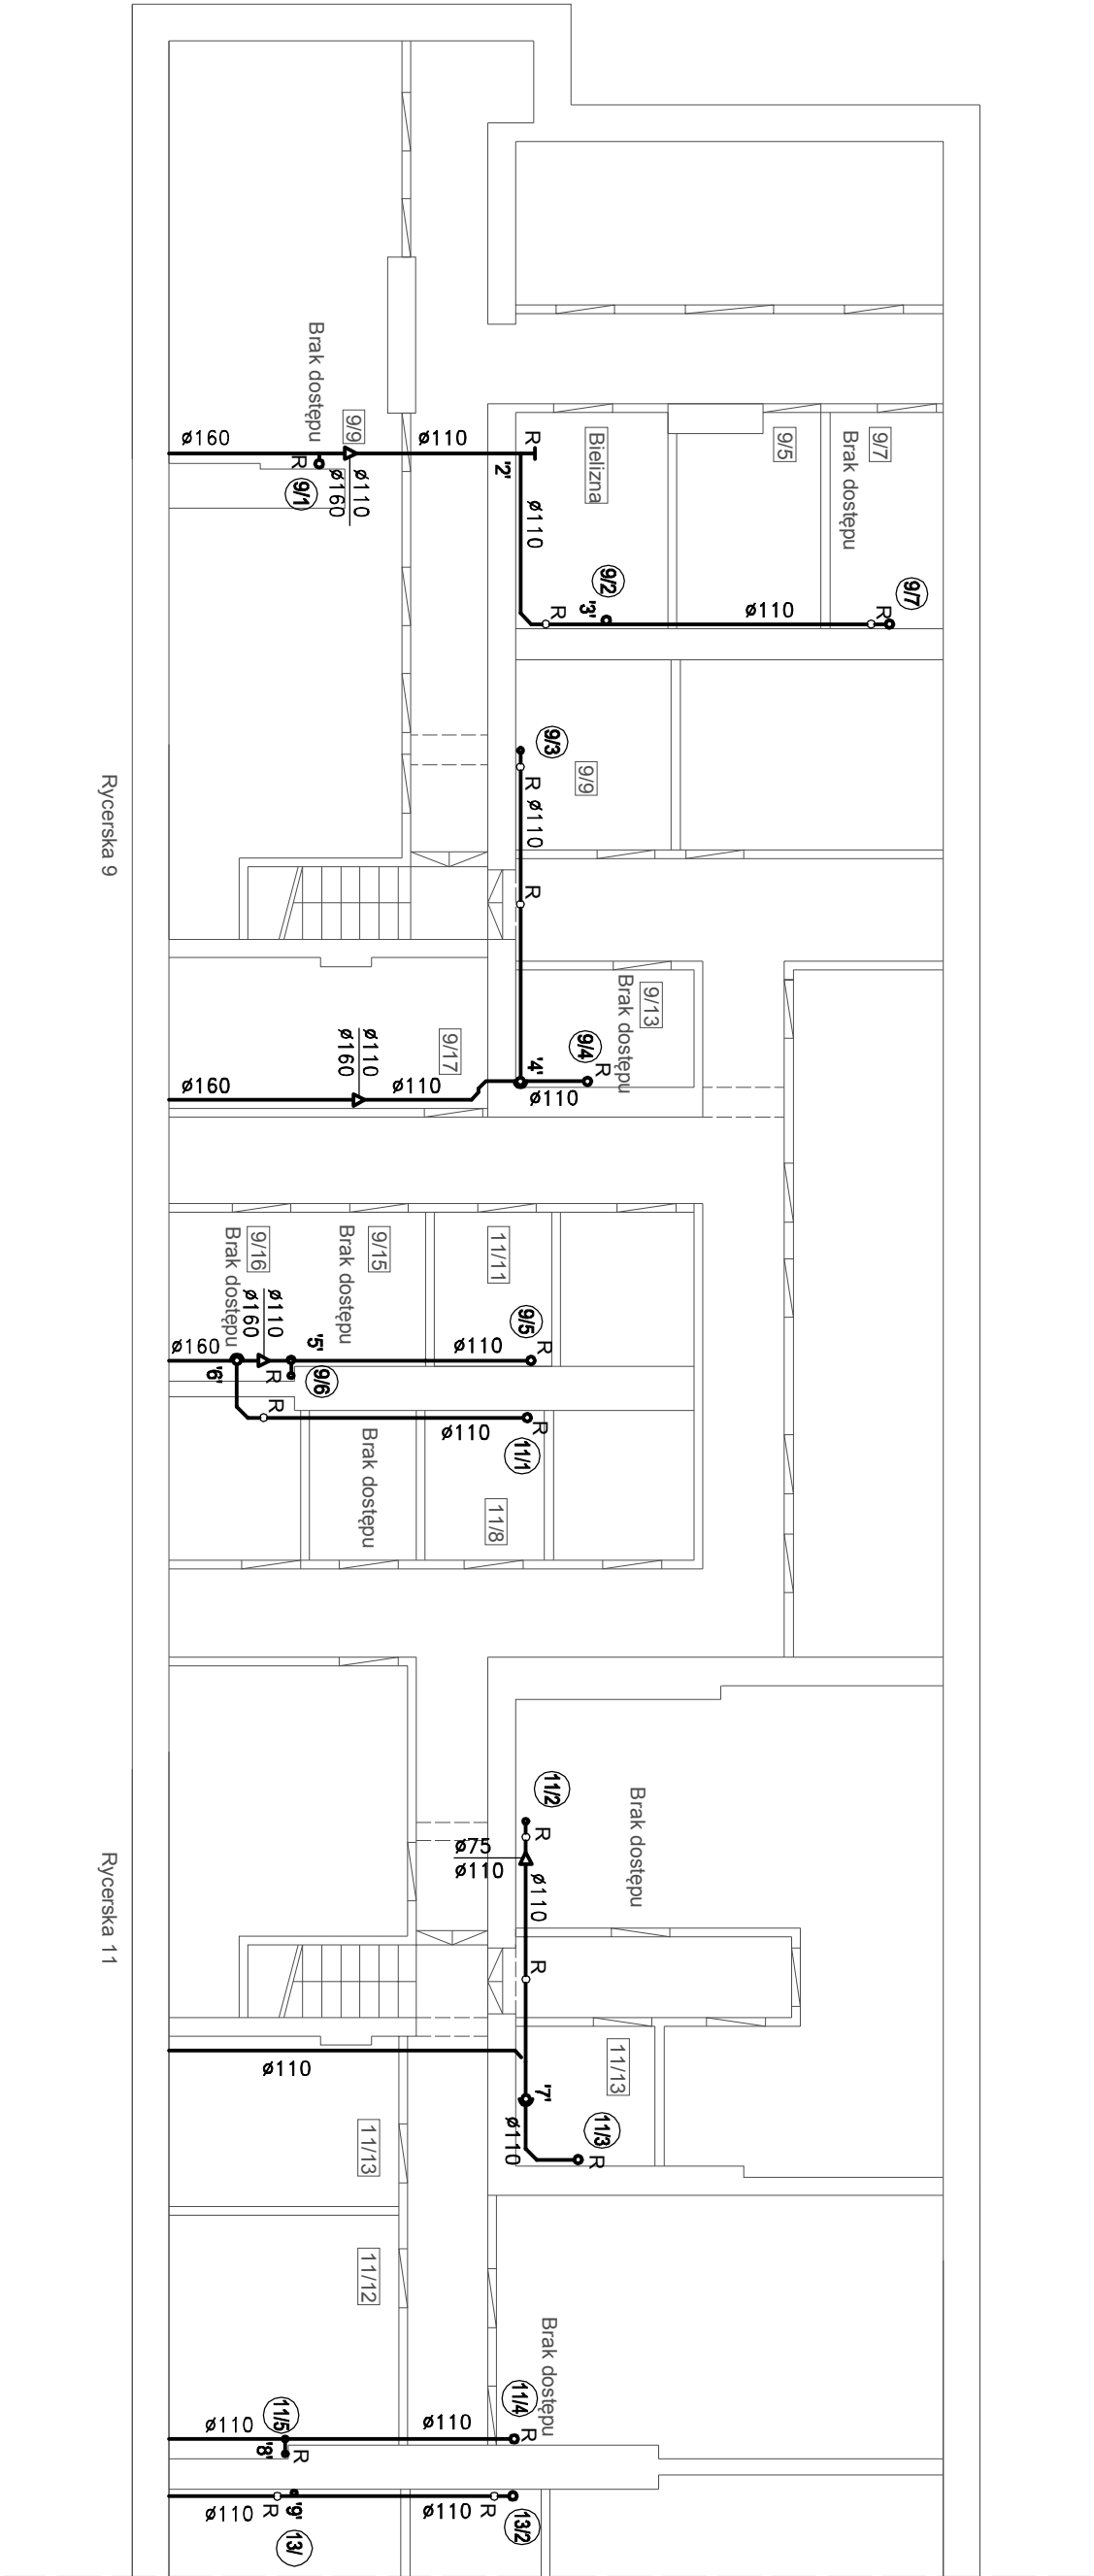 Brak dostępu
9/9
ø160
ø110
R
'2'
R
9/1
ø110
ø160
ø110
Bielizna
9/5
9/7
Brak dostępu
9/2
'3'
R
ø110
R
9/7
9/3
R
ø110
9/9
R
Rycerska 9
9/13
Brak dostępu
9/4
R
'4'
ø110
9/17
ø110
ø160
ø160
ø110
9/16
Brak dostępu
9/15
Brak dostępu
11/11
ø110
ø160
ø160
'5'
ø110
9/5
R
'6'
R
9/6
R
ø110
R
11/1
Brak dostępu
11/8
11/2
R
Brak dostępu
ø75
ø110
ø110
R
Rycerska 11
ø110
11/13
'7'
ø110
11/3
R
11/13
11/12
Brak dostępu
11/5
ø110
'8'
R
ø110
11/4
R
ø110
R
'9'
13/
ø110
R
13/2